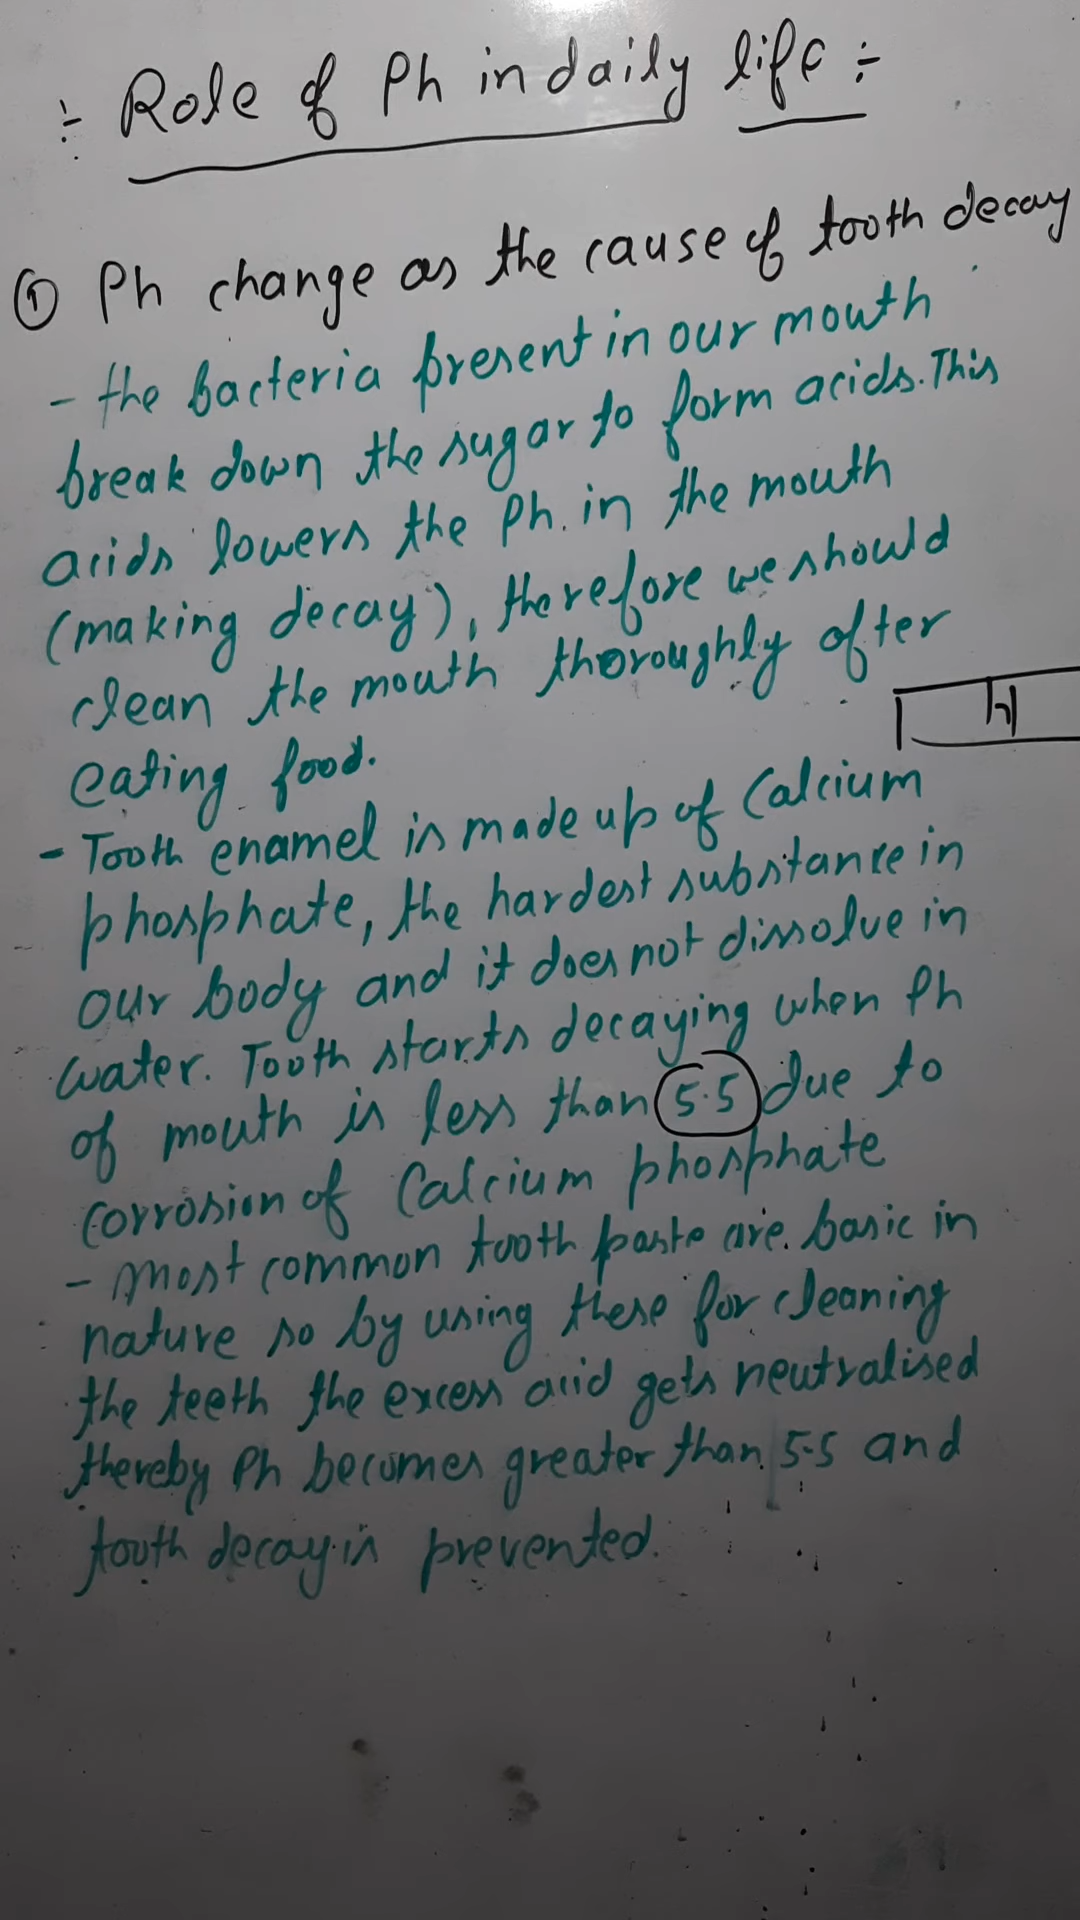 ÷ Role of Ph in daily life ÷
① Ph change as the cause of tooth decay
- the bacteria present in our mouth
break down the sugar to form acids. This
acids lowers the Ph. in the mouth
(making decay), therefore we should
clean the mouth thoroughly after
eating food.
- Tooth enamel is made up of Calcium
phosphate, the hardest substance in
our body and it does not dissolve in
water. Tooth starts decaying when Ph
of mouth is less than 5.5 due to
corrosion of Calcium phosphate
- most common tooth paste are basic in
nature so by using these for cleaning
the teeth the excess acid gets neutralised
thereby Ph becomes greater than 5.5 and
tooth decay is prevented.